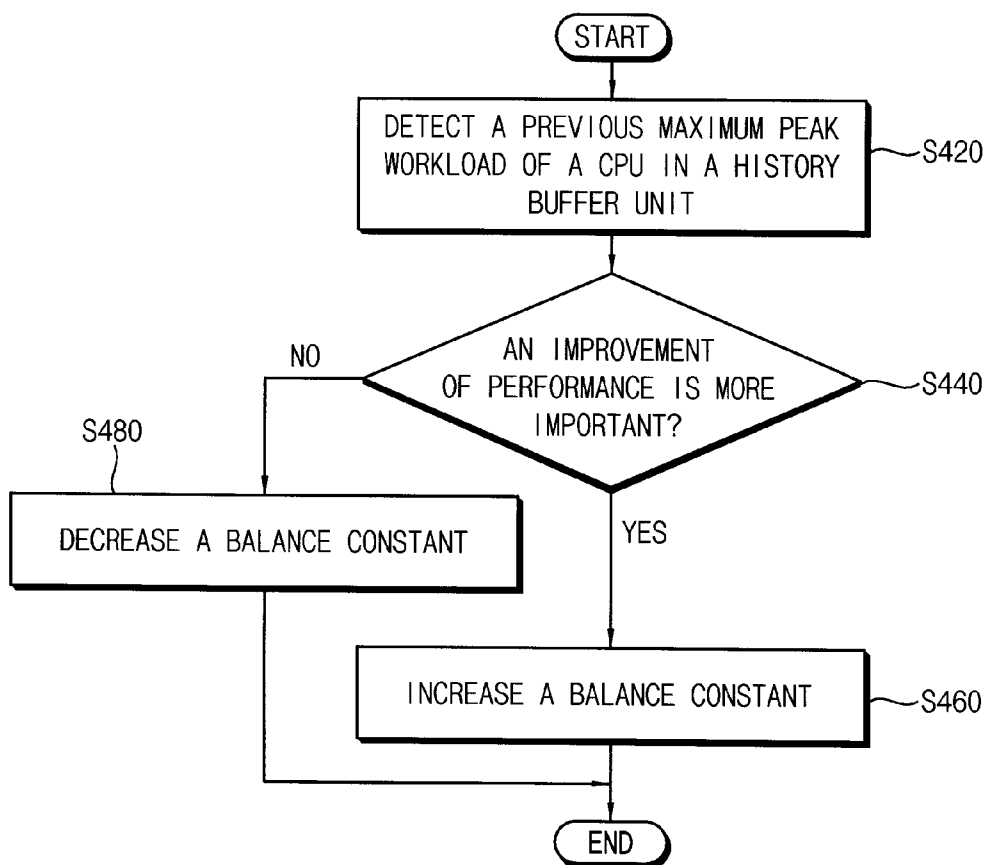 START
DETECT A PREVIOUS MAXIMUM PEAK
WORKLOAD OF A CPU IN A HISTORY
BUFFER UNIT
S420
AN IMPROVEMENT
OF PERFORMANCE IS MORE
IMPORTANT?
S440
NO
S480
DECREASE A BALANCE CONSTANT
YES
INCREASE A BALANCE CONSTANT
S460
END